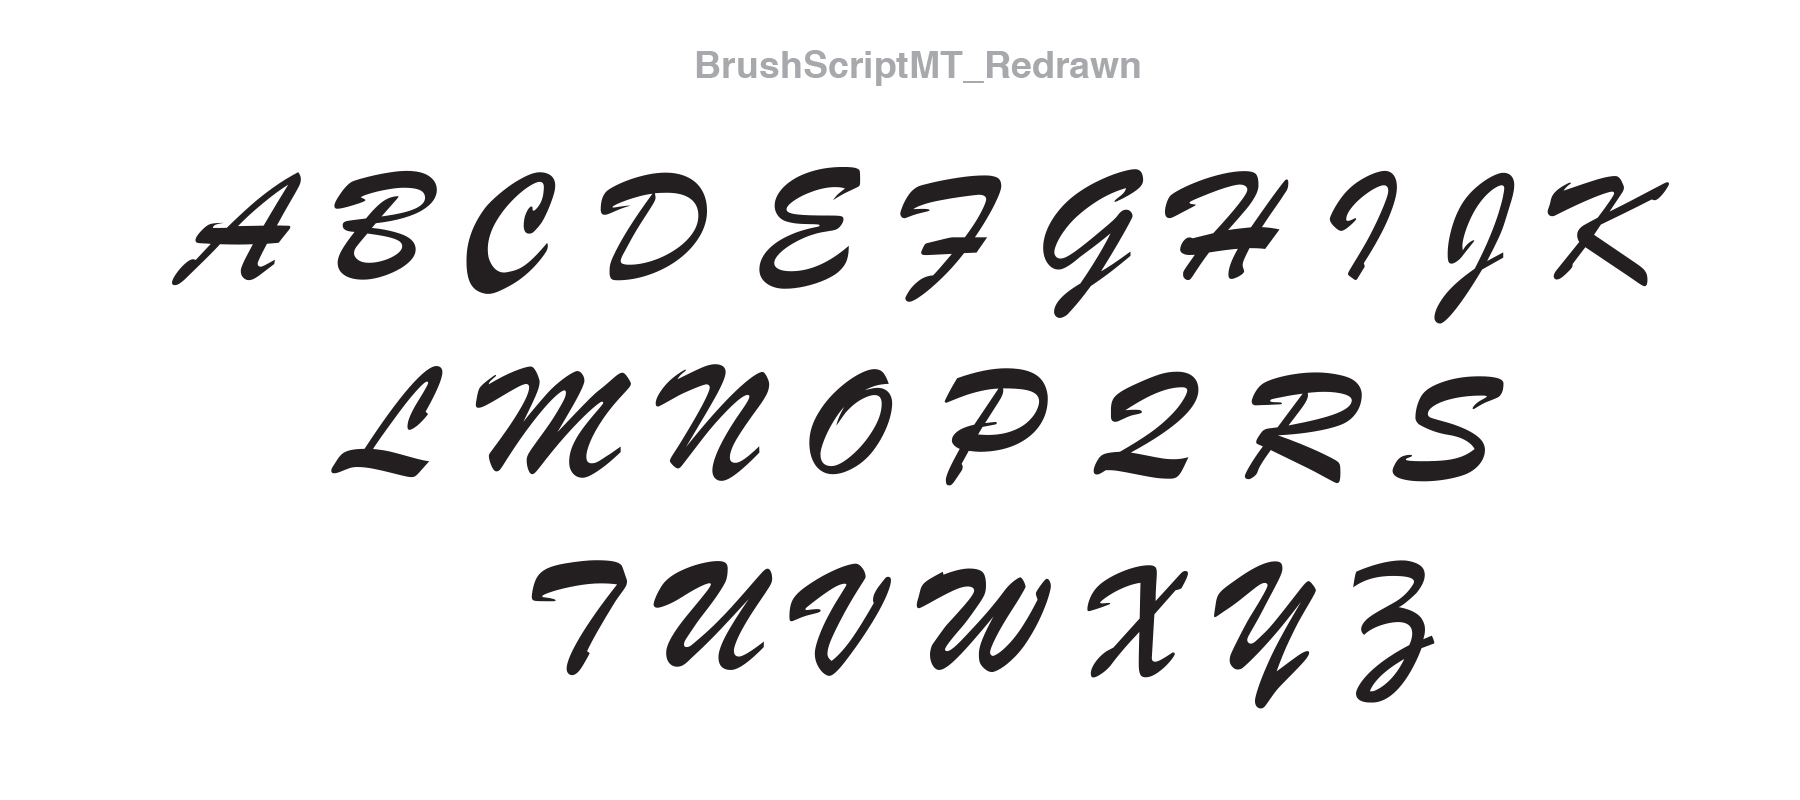 BrushScriptMT_Redrawn
A B C D E F G H I J K
L M N O P Q R S
T U V W X Y Z